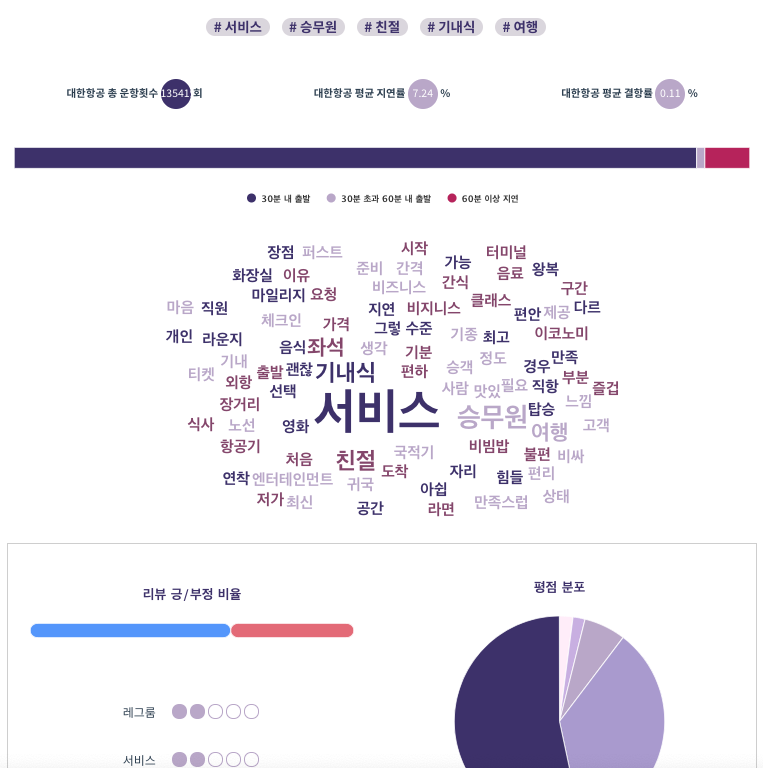 # 서비스 # 승무원 # 친절 # 기내식 # 여행
대한항공 총 운항횟수 13541 회 대한항공 평균 지연률 7.24 % 대한항공 평균 결항률 0.11 %
30분 내 출발 30분 초과 60분 내 출발 60분 이상 지연
장점 퍼스트 시작 가능 터미널
화장실 이유 준비 간격 간식 음료 왕복
마일리지 요청 비즈니스 클래스 구간
마음 직원 체크인 가격 지연 비지니스 편안 제공 다르
개인 라운지 음식 좌석 생각 그렇 수준 기분 기종 최고 이코노미
티켓 기내 외항 출발 괜찮 기내식 편하 승객 정도 경우 만족
선택 사람 맛있 필요 직항 부분 즐겁
장거리 서비스 승무원 탑승 느낌
식사 노선 영화 여행 고객
항공기 처음 친절 국적기 도착 비빔밥 불편 비싸
연착 엔터테인먼트 귀국 아쉽 자리 힘들 편리
저가 최신 공간 라면 만족스럽 상태
리뷰 긍/부정 비율 평점 분포
레그룸
서비스